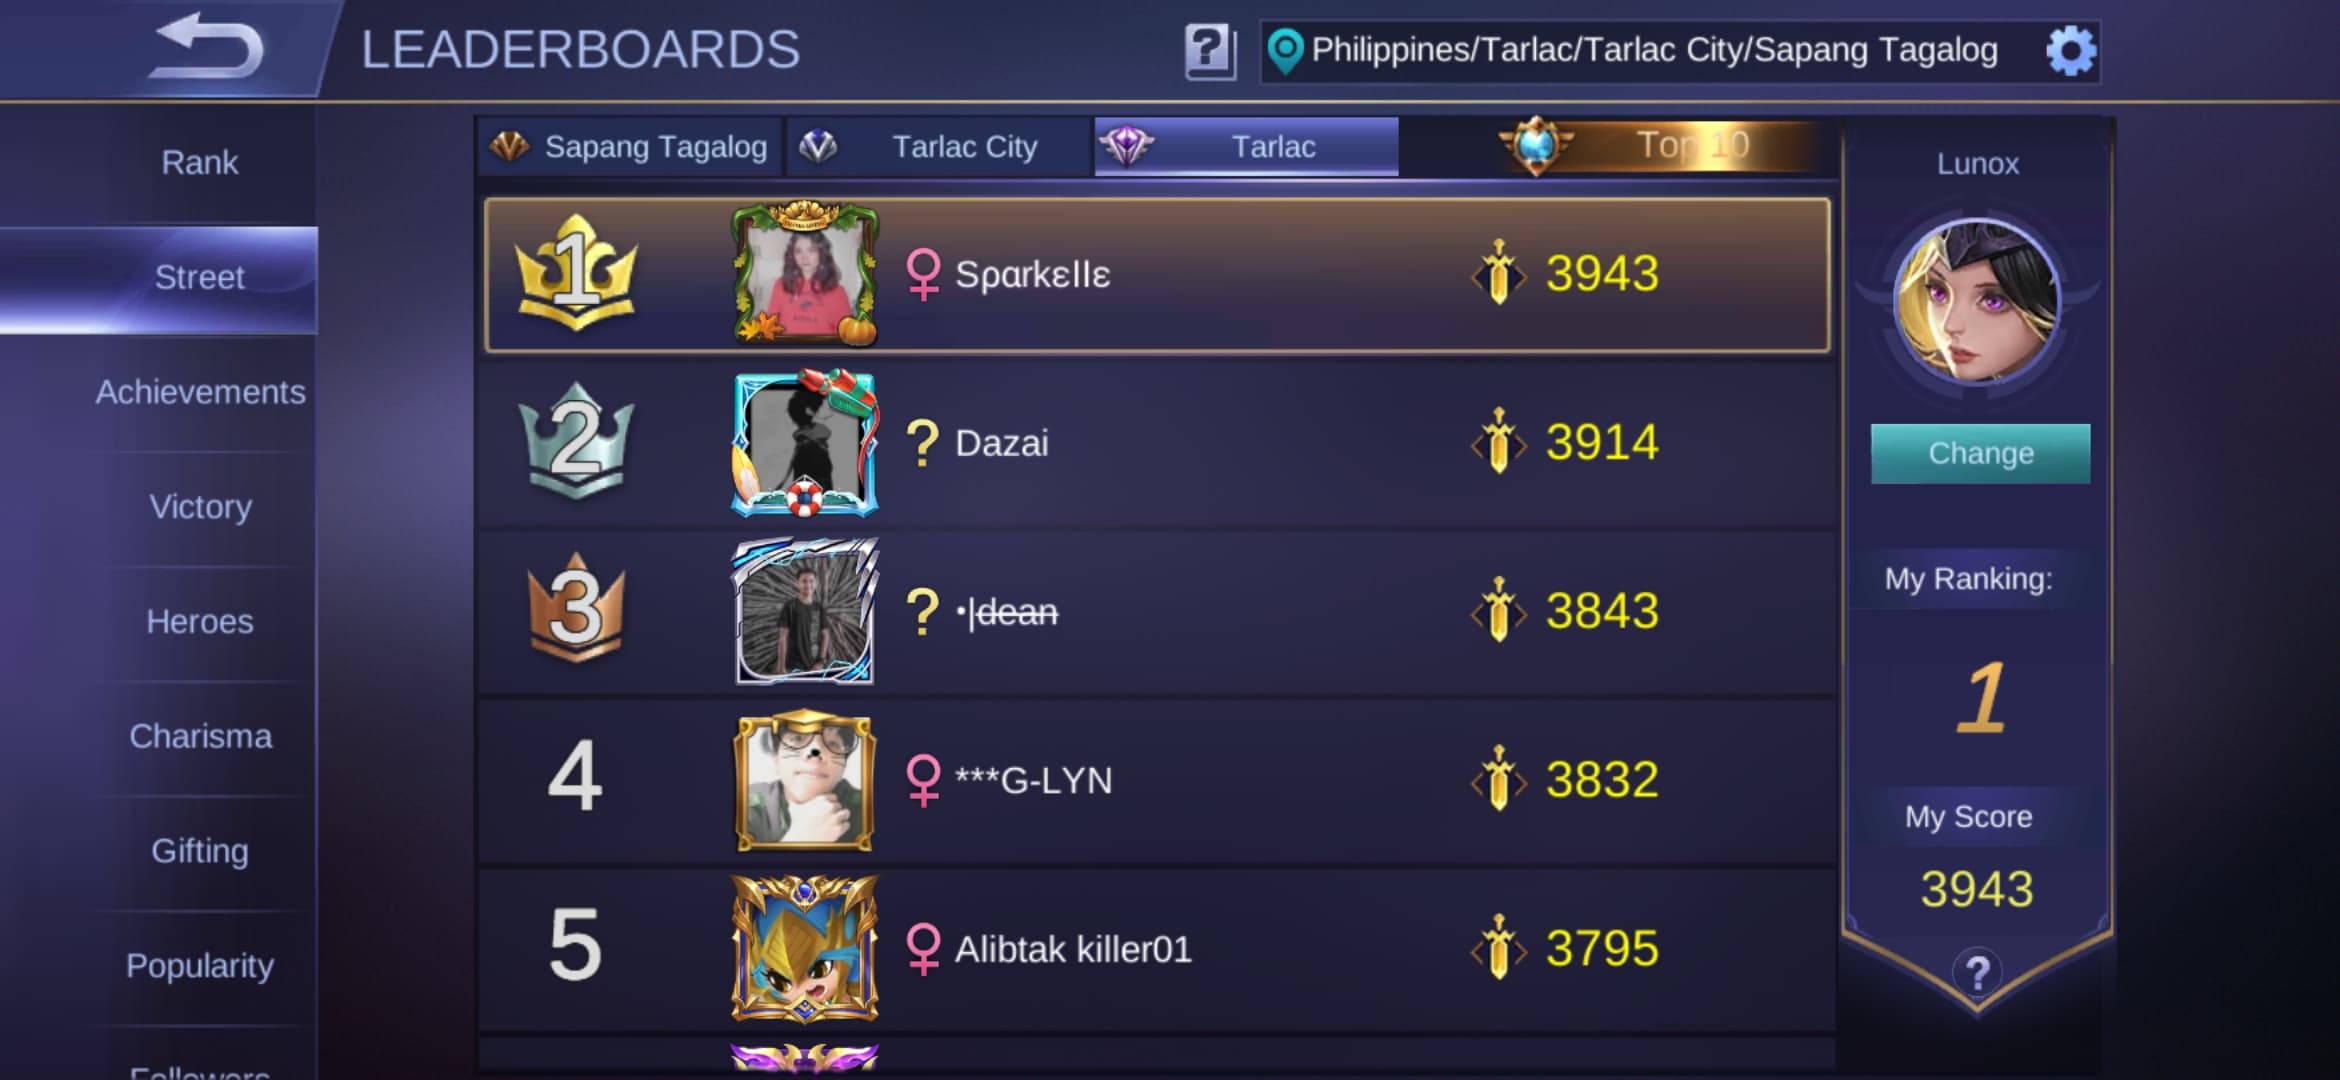 LEADERBOARDS
?
Philippines/Tarlac/Tarlac City/Sapang Tagalog
Rank
Street
Achievements
Victory
Heroes
Charisma
Gifting
Popularity
Followers
Sapang Tagalog
Tarlac City
Tarlac
Top 10
1
Sραrkεllε
3943
2
? Dazai
3914
3
? •|d̶e̶a̶n̶
3843
4
***G-LYN
3832
5
Alibtak killer01
3795
Lunox
Change
My Ranking:
1
My Score
3943
?